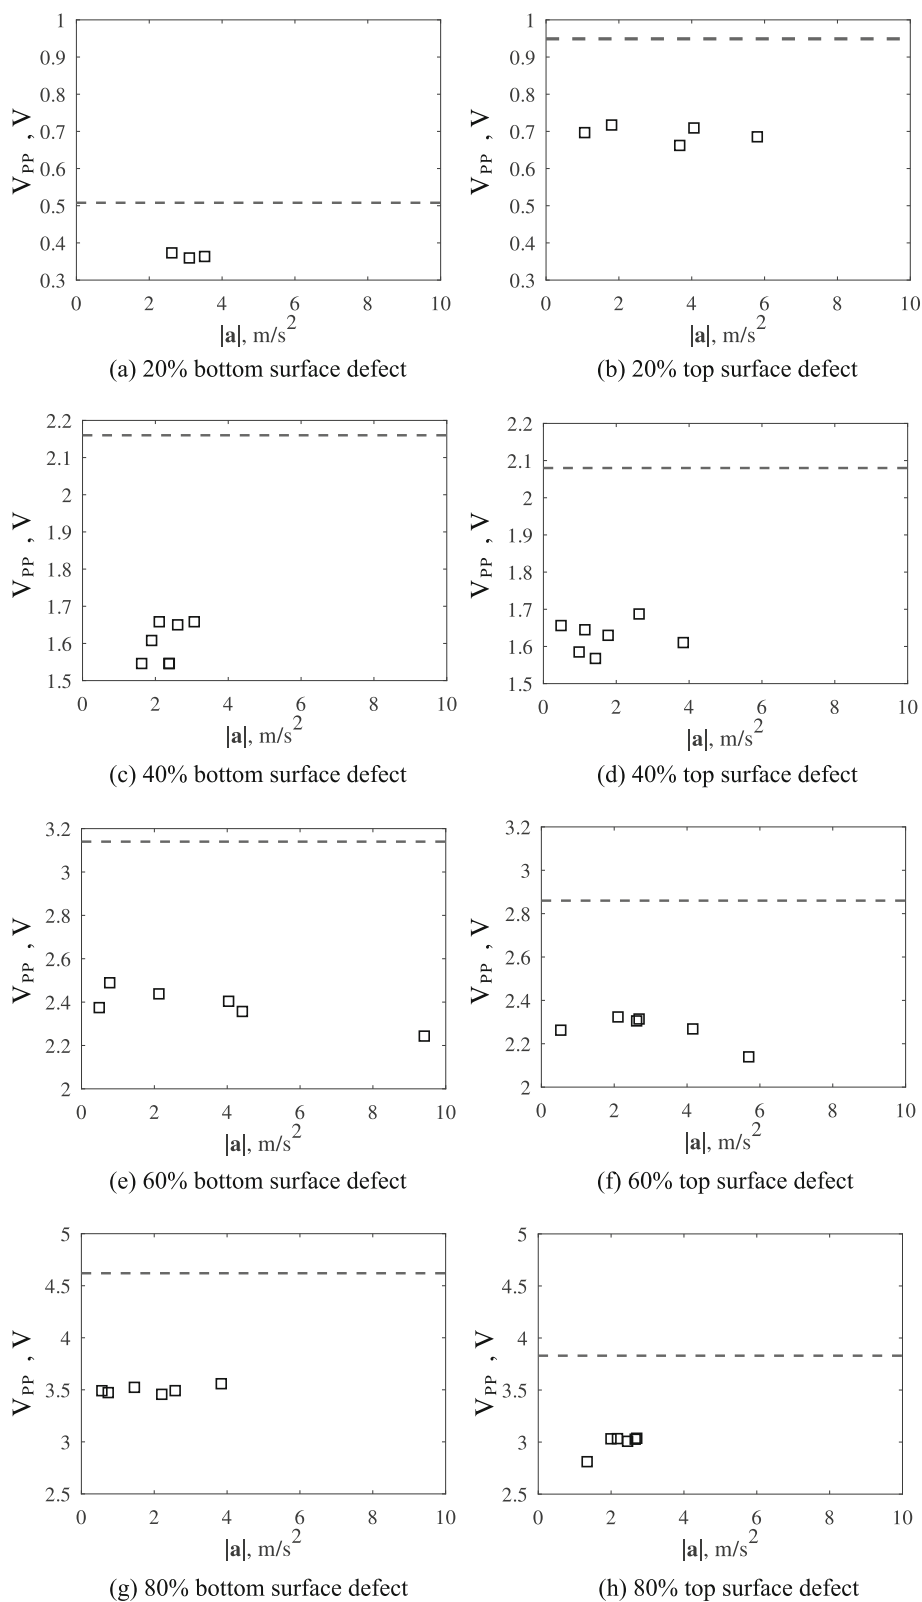 1
0.9
0.8
0.7
0.6
0.5
0.4
0.3
V_PP , V
0 2 4 6 8 10
|a|, m/s^2
(a) 20% bottom surface defect
1
0.9
0.8
0.7
0.6
0.5
0.4
0.3
V_PP , V
0 2 4 6 8 10
|a|, m/s^2
(b) 20% top surface defect
2.2
2.1
2
1.9
1.8
1.7
1.6
1.5
V_PP , V
0 2 4 6 8 10
|a|, m/s^2
(c) 40% bottom surface defect
2.2
2.1
2
1.9
1.8
1.7
1.6
1.5
V_PP , V
0 2 4 6 8 10
|a|, m/s^2
(d) 40% top surface defect
3.2
3
2.8
2.6
2.4
2.2
2
V_PP , V
0 2 4 6 8 10
|a|, m/s^2
(e) 60% bottom surface defect
3.2
3
2.8
2.6
2.4
2.2
2
V_PP , V
0 2 4 6 8 10
|a|, m/s^2
(f) 60% top surface defect
5
4.5
4
3.5
3
2.5
V_PP , V
0 2 4 6 8 10
|a|, m/s^2
(g) 80% bottom surface defect
5
4.5
4
3.5
3
2.5
V_PP , V
0 2 4 6 8 10
|a|, m/s^2
(h) 80% top surface defect